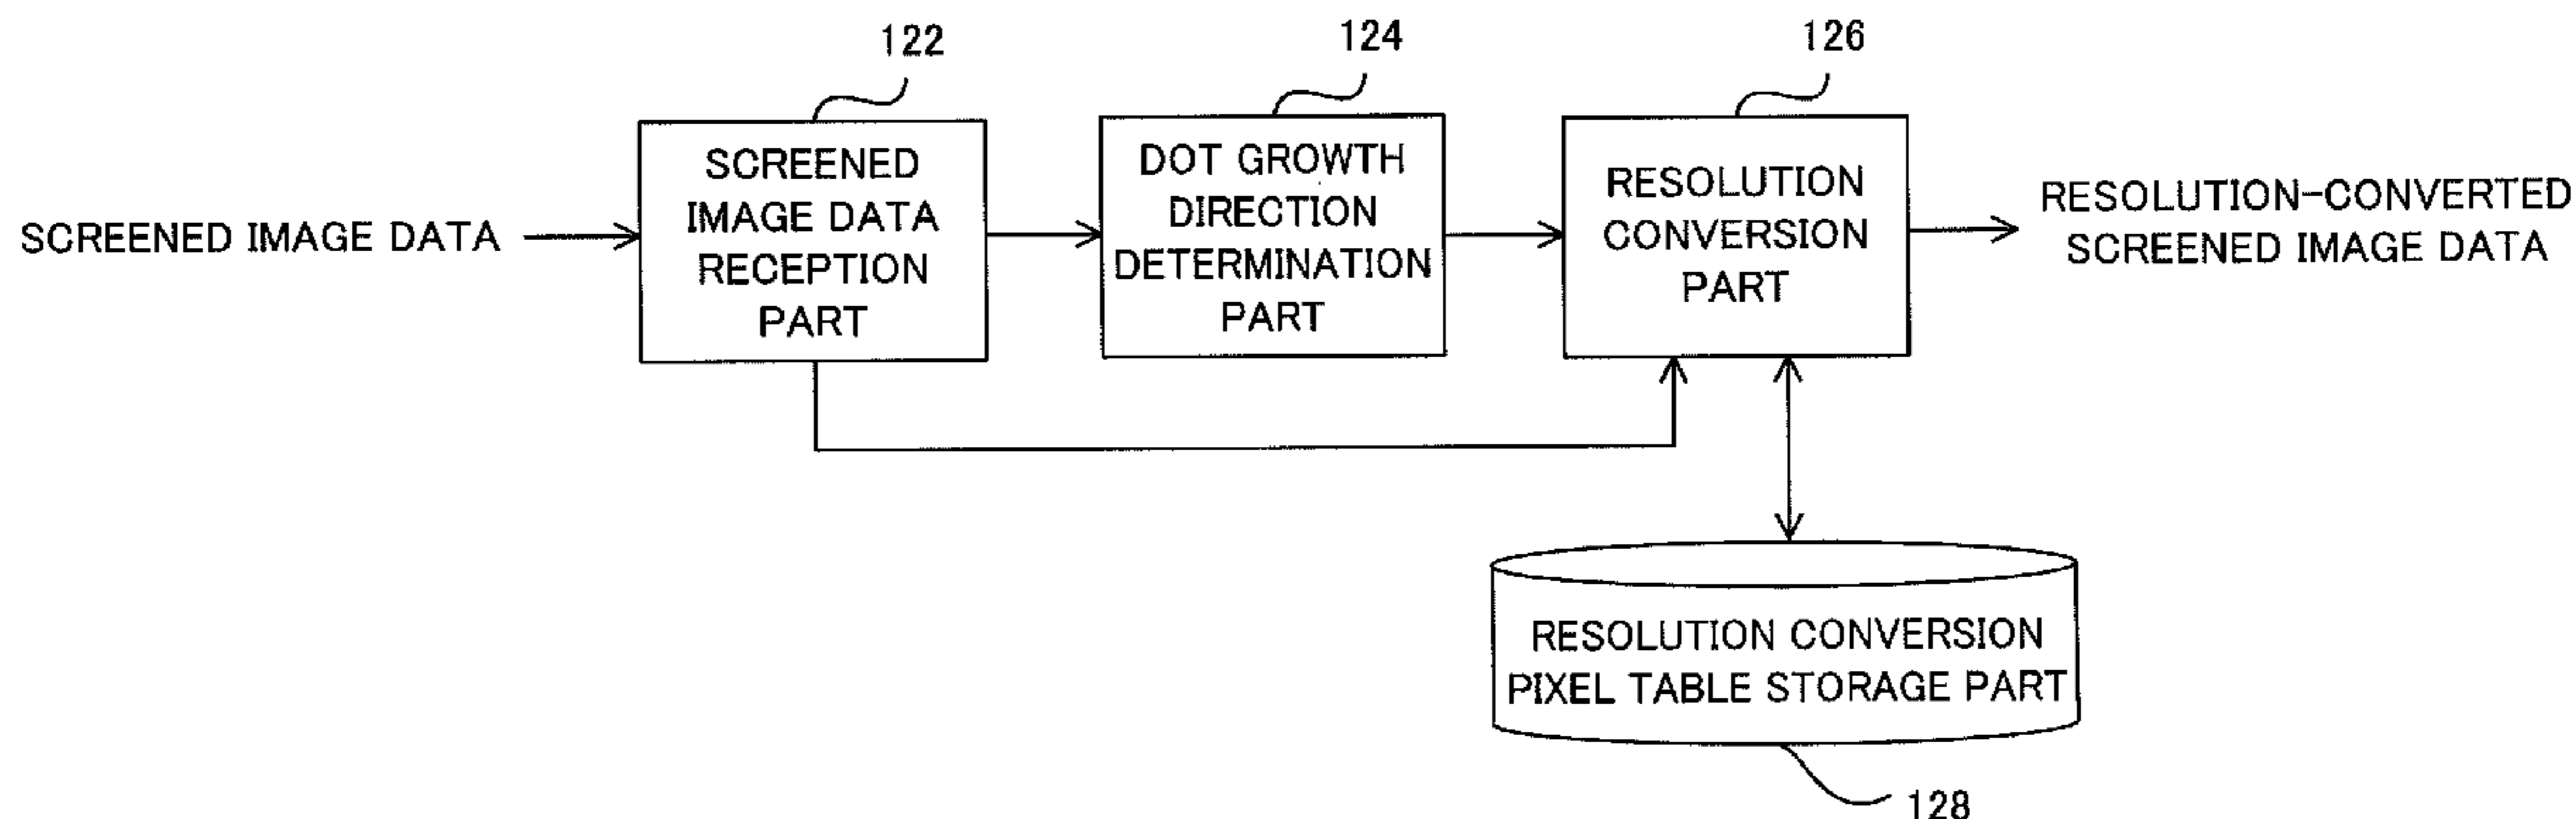 122
124
126
SCREENED IMAGE DATA
SCREENED
IMAGE DATA
RECEPTION
PART
DOT GROWTH
DIRECTION
DETERMINATION
PART
RESOLUTION
CONVERSION
PART
RESOLUTION-CONVERTED
SCREENED IMAGE DATA
RESOLUTION CONVERSION
PIXEL TABLE STORAGE PART
128